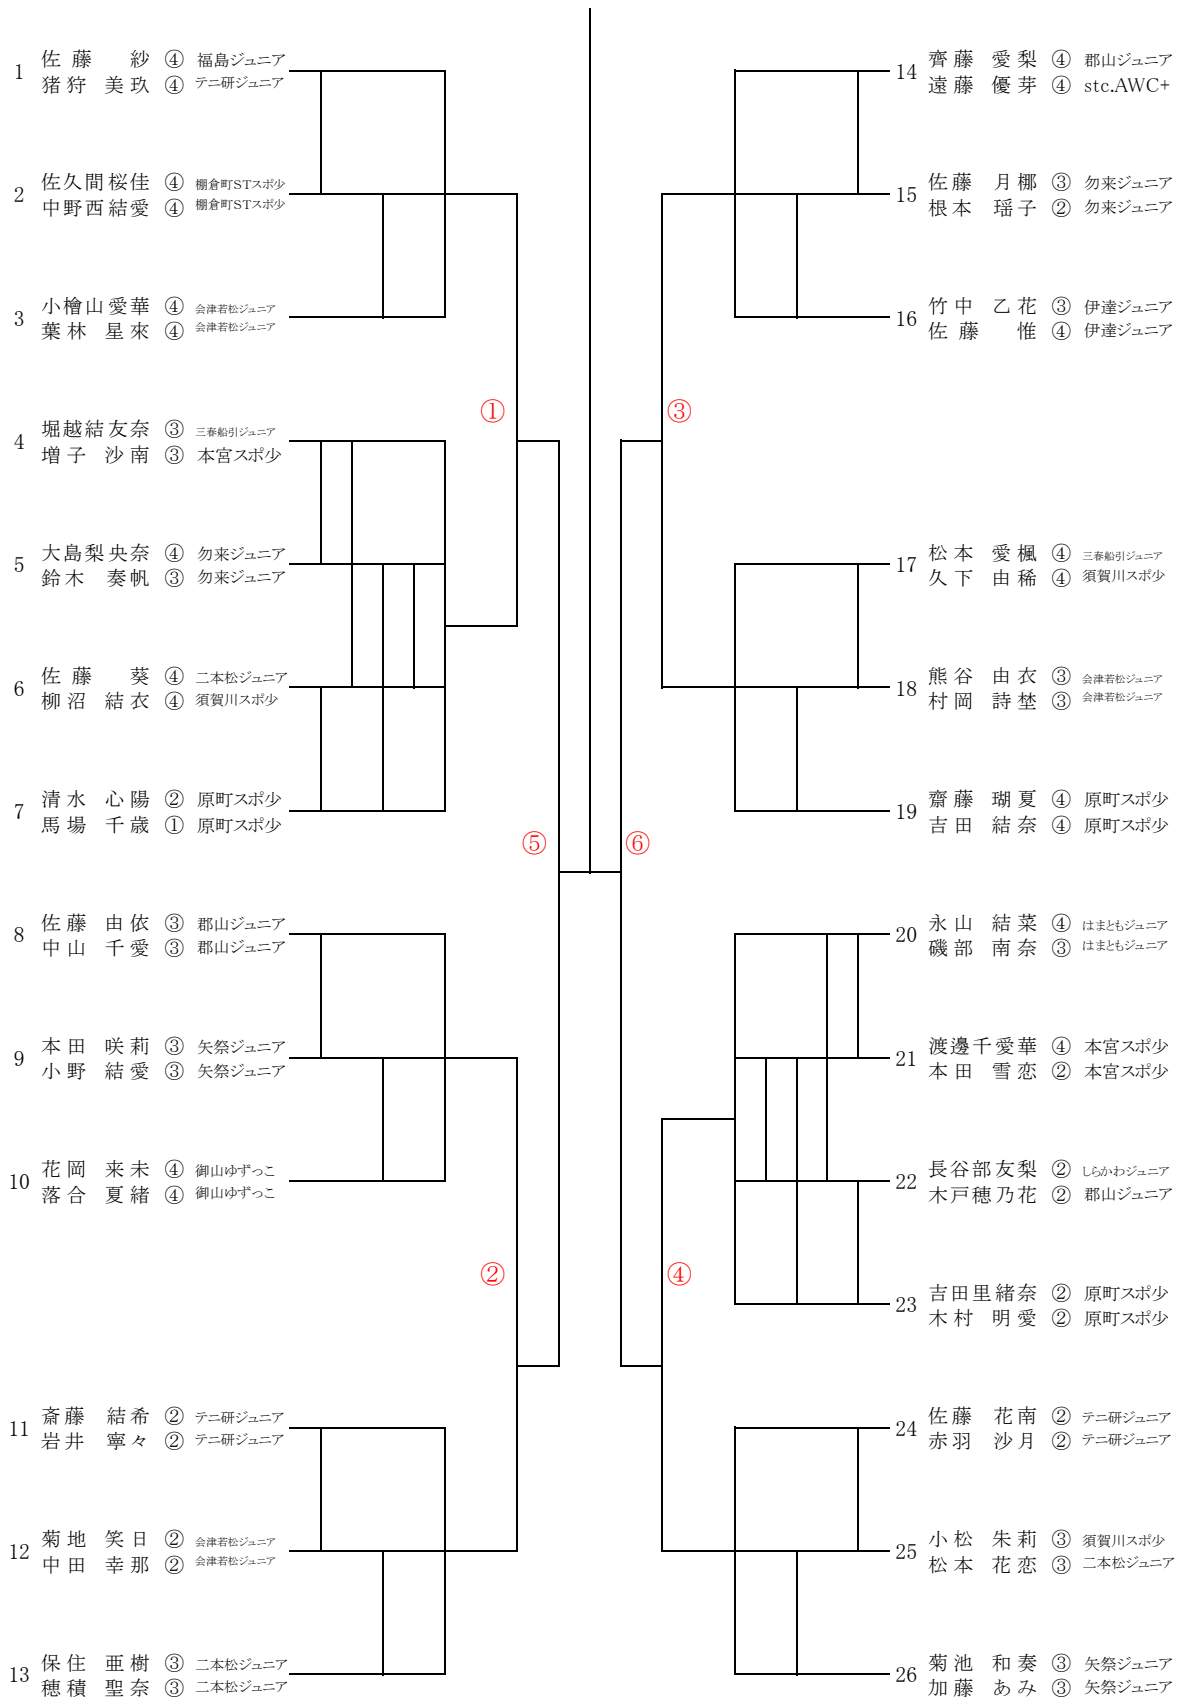 1 佐藤 紗 ④ 福島ジュニア
猪狩 美玖 ④ テニ研ジュニア
2 佐久間桜佳 ④ 棚倉町STスポ少
中野西結愛 ④ 棚倉町STスポ少
3 小檜山愛華 ④ 会津若松ジュニア
葉林 星來 ④ 会津若松ジュニア
①
4 堀越結友奈 ③ 三春船引ジュニア
増子 沙南 ③ 本宮スポ少
5 大島梨央奈 ④ 勿来ジュニア
鈴木 奏帆 ③ 勿来ジュニア
6 佐藤 葵 ④ 二本松ジュニア
柳沼 結衣 ④ 須賀川スポ少
7 清水 心陽 ② 原町スポ少
馬場 千歳 ① 原町スポ少
⑤
8 佐藤 由依 ③ 郡山ジュニア
中山 千愛 ③ 郡山ジュニア
9 本田 咲莉 ③ 矢祭ジュニア
小野 結愛 ③ 矢祭ジュニア
10 花岡 来未 ④ 御山ゆずっこ
落合 夏緒 ④ 御山ゆずっこ
②
11 斎藤 結希 ② テニ研ジュニア
岩井 寧々 ② テニ研ジュニア
12 菊地 笑日 ② 会津若松ジュニア
中田 幸那 ② 会津若松ジュニア
13 保住 亜樹 ③ 二本松ジュニア
穂積 聖奈 ③ 二本松ジュニア
14 齊藤 愛梨 ④ 郡山ジュニア
遠藤 優芽 ④ stc.AWC+
15 佐藤 月梛 ③ 勿来ジュニア
根本 瑶子 ② 勿来ジュニア
16 竹中 乙花 ③ 伊達ジュニア
佐藤 惟 ④ 伊達ジュニア
③
17 松本 愛楓 ④ 三春船引ジュニア
久下 由稀 ④ 須賀川スポ少
18 熊谷 由衣 ③ 会津若松ジュニア
村岡 詩埜 ③ 会津若松ジュニア
19 齋藤 瑚夏 ④ 原町スポ少
吉田 結奈 ④ 原町スポ少
⑥
20 永山 結菜 ④ はまともジュニア
磯部 南奈 ③ はまともジュニア
21 渡邊千愛華 ④ 本宮スポ少
本田 雪恋 ② 本宮スポ少
22 長谷部友梨 ② しらかわジュニア
木戸穂乃花 ② 郡山ジュニア
④
23 吉田里緒奈 ② 原町スポ少
木村 明愛 ② 原町スポ少
24 佐藤 花南 ② テニ研ジュニア
赤羽 沙月 ② テニ研ジュニア
25 小松 朱莉 ③ 須賀川スポ少
松本 花恋 ③ 二本松ジュニア
26 菊池 和奏 ③ 矢祭ジュニア
加藤 あみ ③ 矢祭ジュニア